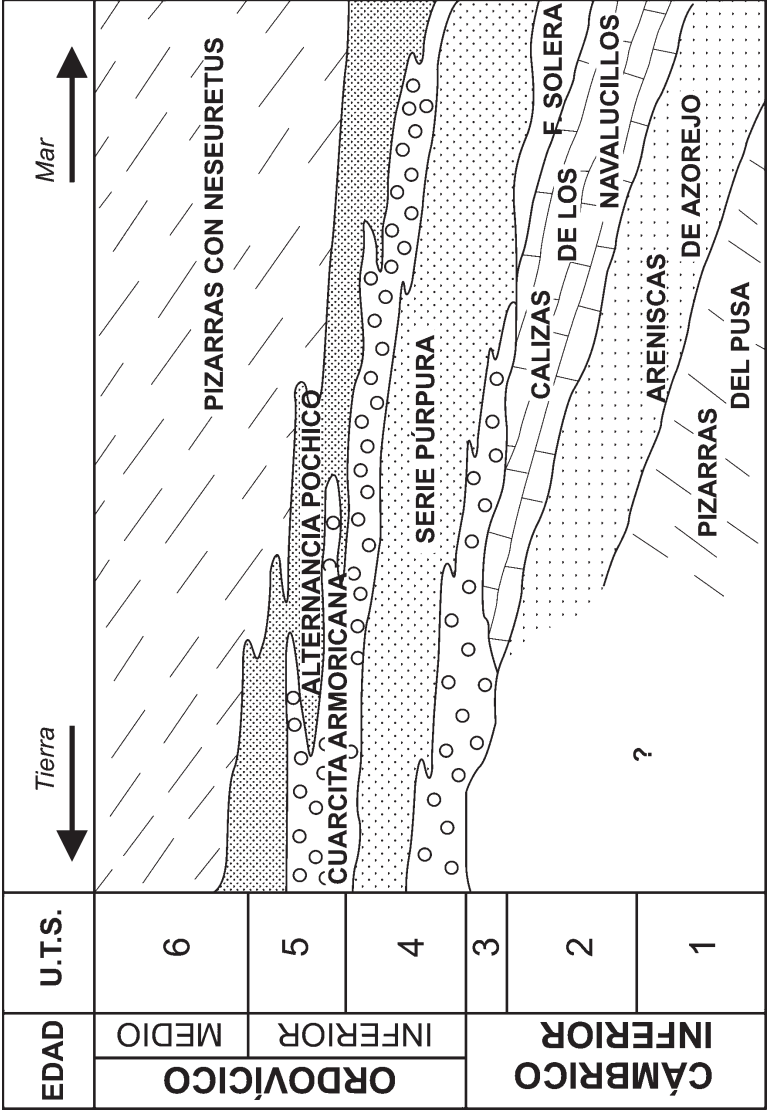 EDAD
U.T.S.
Tierra
Mar
ORDOVÍCICO
MEDIO
INFERIOR
CÁMBRICO
INFERIOR
6
5
4
3
2
1
PIZARRAS CON NESEURETUS
ALTERNANCIA POCHICO
CUARCITA ARMORICANA
SERIE PÚRPURA
F. SOLERA
CALIZAS
DE LOS
NAVALUCILLOS
ARENISCAS
DE AZOREJO
PIZARRAS
DEL PUSA
?